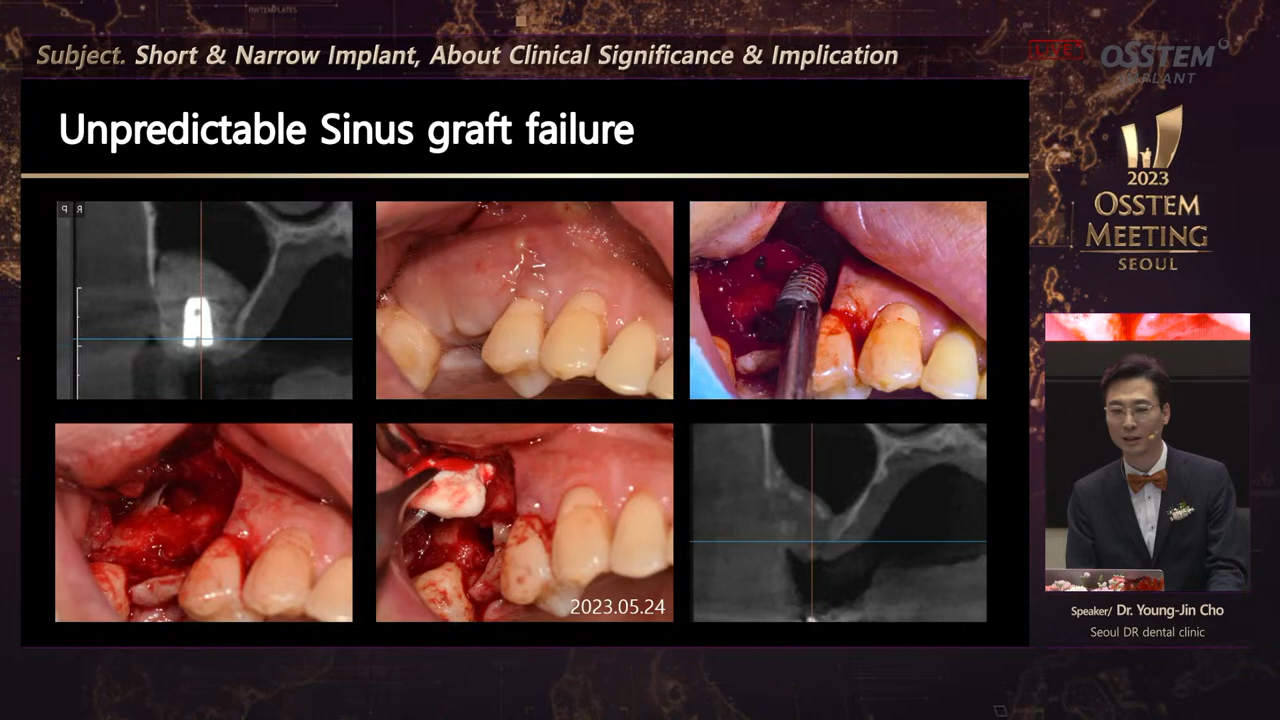 HWTEMPLATES
Subject. Short & Narrow Implant, About Clinical Significance & Implication
LIVE
OSSTEM
IMPLANT
Unpredictable Sinus graft failure
2023
OSSTEM
MEETING
SEOUL
2023.05.24
Speaker/ Dr. Young-Jin Cho
Seoul DR dental clinic